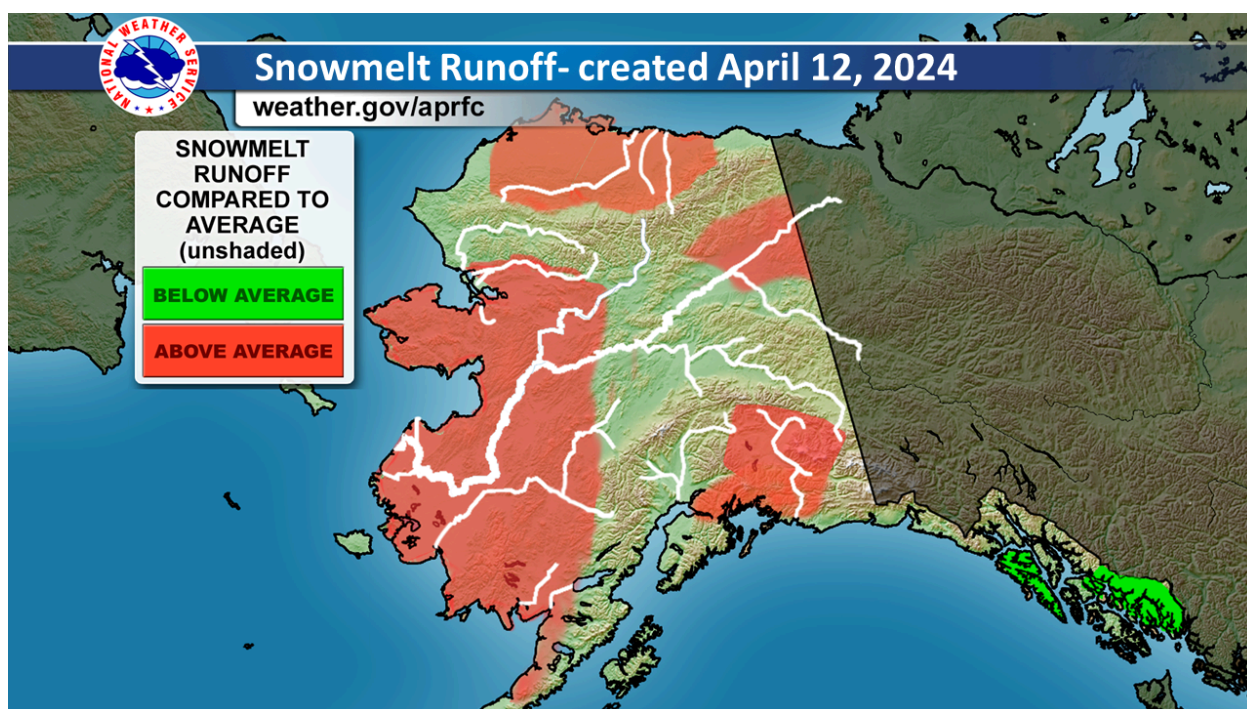 NATIONAL WEATHER SERVICE
Snowmelt Runoff- created April 12, 2024
weather.gov/aprfc
SNOWMELT
RUNOFF
COMPARED TO
AVERAGE
(unshaded)
BELOW AVERAGE
ABOVE AVERAGE